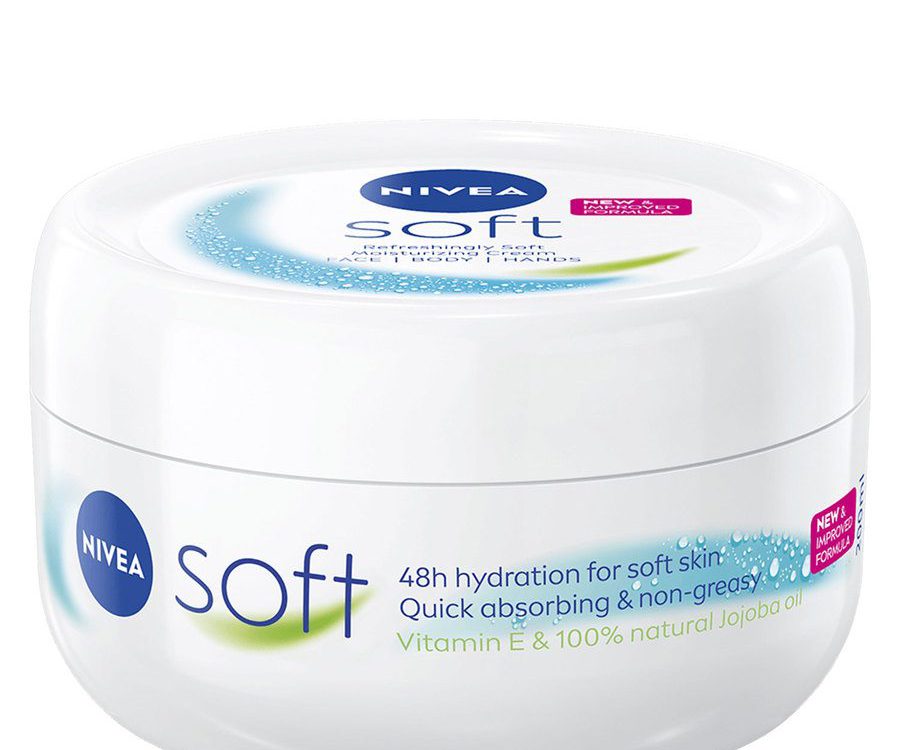 NIVEA
soft
NEW &
IMPROVED
FORMULA
Refreshingly Soft
Moisturizing Cream
FACE | BODY | HANDS
NIVEA
soft
48h hydration for soft skin
Quick absorbing & non-greasy
Vitamin E & 100% natural Jojoba oil
NEW &
IMPROVED
FORMULA
200ml